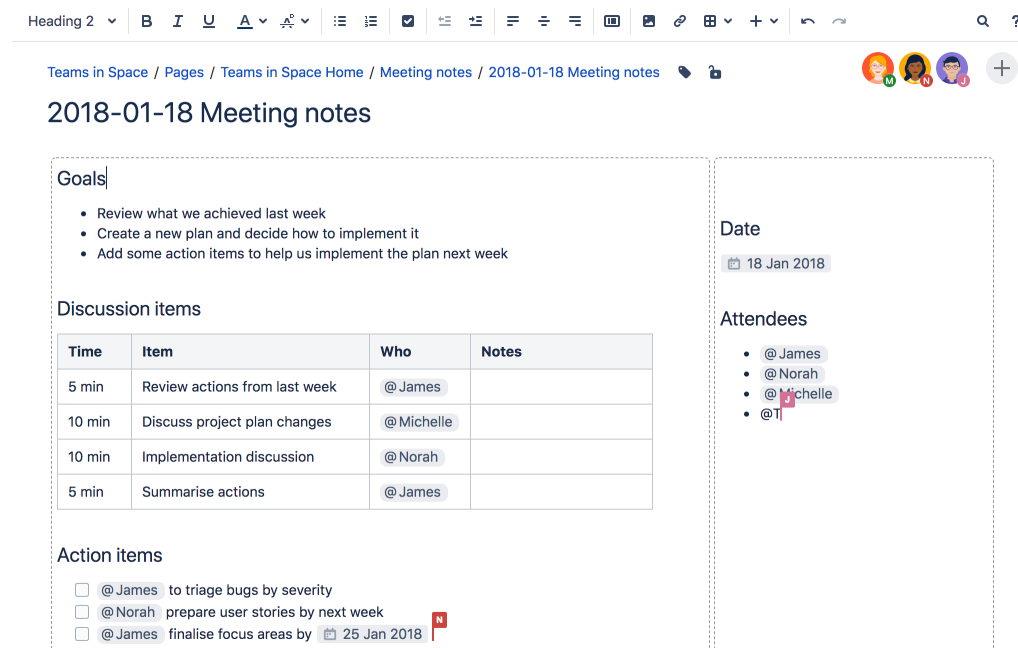 Heading 2 B I U A A ?
Teams in Space / Pages / Teams in Space Home / Meeting notes / 2018-01-18 Meeting notes
M N J
2018-01-18 Meeting notes
Goals
Review what we achieved last week
Create a new plan and decide how to implement it
Add some action items to help us implement the plan next week
Discussion items
Time Item Who Notes
5 min Review actions from last week @James
10 min Discuss project plan changes @Michelle
10 min Implementation discussion @Norah
5 min Summarise actions @James
Action items
@James to triage bugs by severity
@Norah prepare user stories by next week
@James finalise focus areas by 25 Jan 2018
N
Date
18 Jan 2018
Attendees
@James
@Norah
@Michelle
J
@T